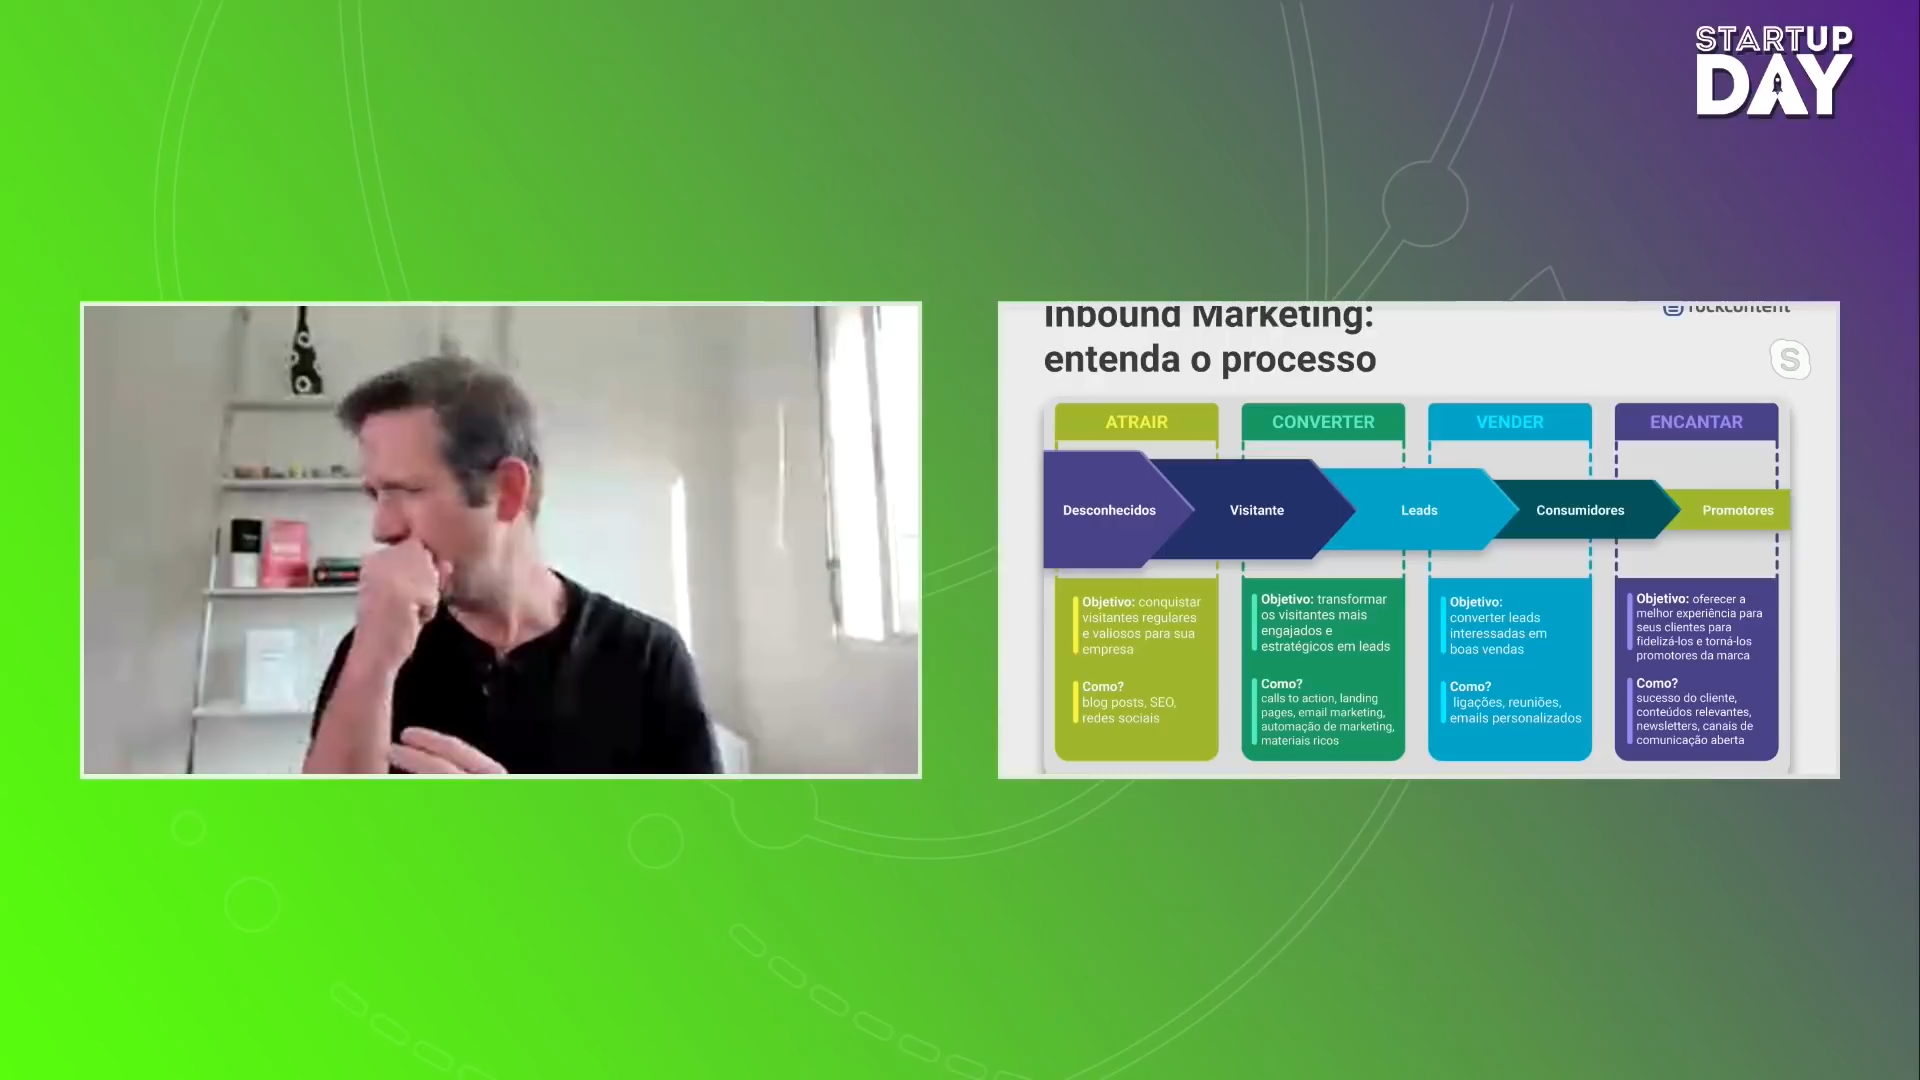 STARTUP
DAY
Inbound Marketing:
entenda o processo
rockcontent
S
ATRAIR
CONVERTER
VENDER
ENCANTAR
Desconhecidos
Visitante
Leads
Consumidores
Promotores
Objetivo: conquistar
visitantes regulares
e valiosos para sua
empresa
Como?
blog posts, SEO,
redes sociais
Objetivo: transformar
os visitantes mais
engajados e
estratégicos em leads
Como?
calls to action, landing
pages, email marketing,
automação de marketing,
materiais ricos
Objetivo:
converter leads
interessadas em
boas vendas
Como?
ligações, reuniões,
emails personalizados
Objetivo: oferecer a
melhor experiência para
seus clientes para
fidelizá-los e torná-los
promotores da marca
Como?
sucesso do cliente,
conteúdos relevantes,
newsletters, canais de
comunicação aberta